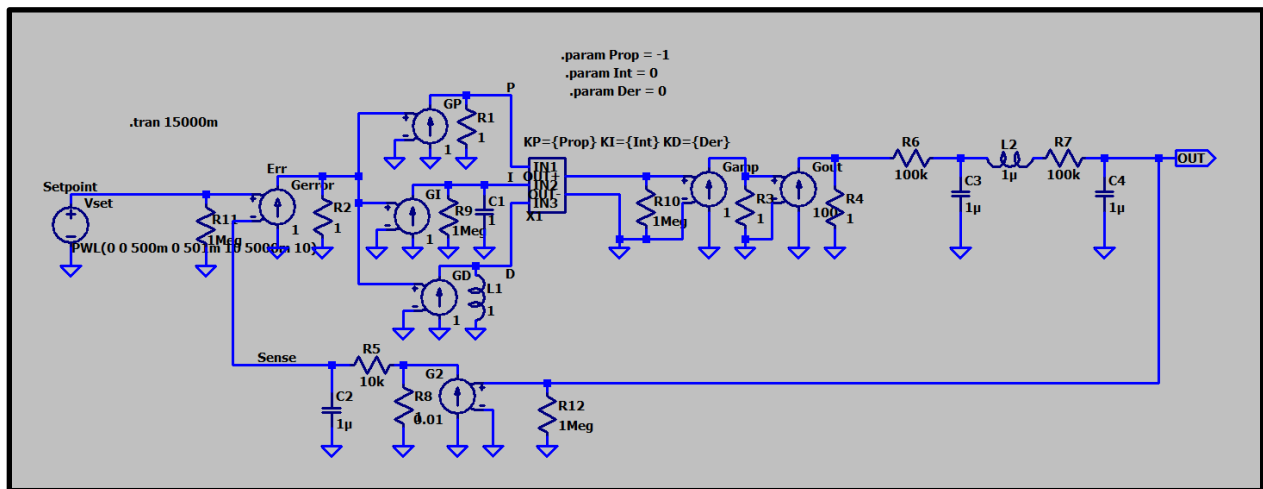 .param Prop = -1
.param Int = 0
.param Der = 0
.tran 15000m
P
GP
R1
1
1
KP={Prop} KI={Int} KD={Der}
Err
Gerror
R2
1
1
Setpoint
Vset
R11
1Meg
PWL(0 0 500m 0 501m 10 5000m 10)
I
GI
R9
1Meg
C1
1
1
IN1
OUT+
IN2
OUT-
IN3
X1
D
GD
L1
1
1
R10
1Meg
Gamp
1
R3
1
Gout
100
R4
1
R6
100k
C3
1µ
L2
1µ
R7
100k
C4
1µ
OUT
Sense
R5
10k
C2
1µ
R8
1
G2
0.01
R12
1Meg